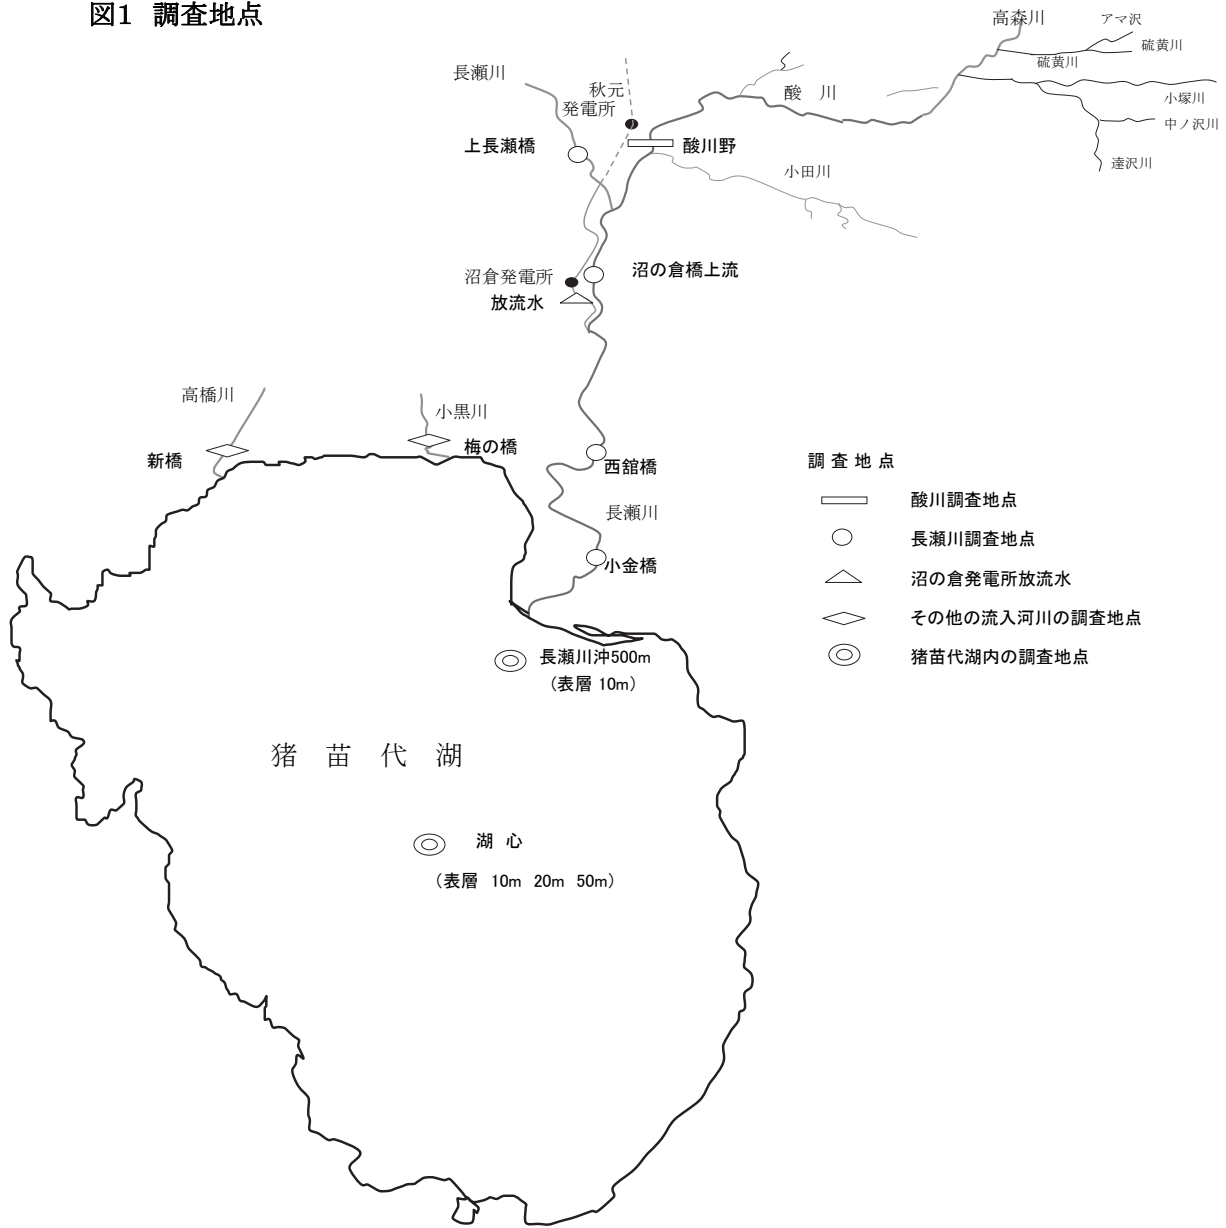 図1 調査地点
高森川
アマ沢
硫黄川
硫黄川
小塚川
中ノ沢川
達沢川
長瀬川
秋元
発電所
酸 川
上長瀬橋
酸川野
小田川
沼倉発電所
沼の倉橋上流
放流水
高橋川
小黒川
新橋
梅の橋
西舘橋
長瀬川
小金橋
調 査 地 点
酸川調査地点
長瀬川調査地点
沼の倉発電所放流水
その他の流入河川の調査地点
猪苗代湖内の調査地点
長瀬川沖500m
(表層 10m)
猪 苗 代 湖
湖 心
(表層 10m 20m 50m)